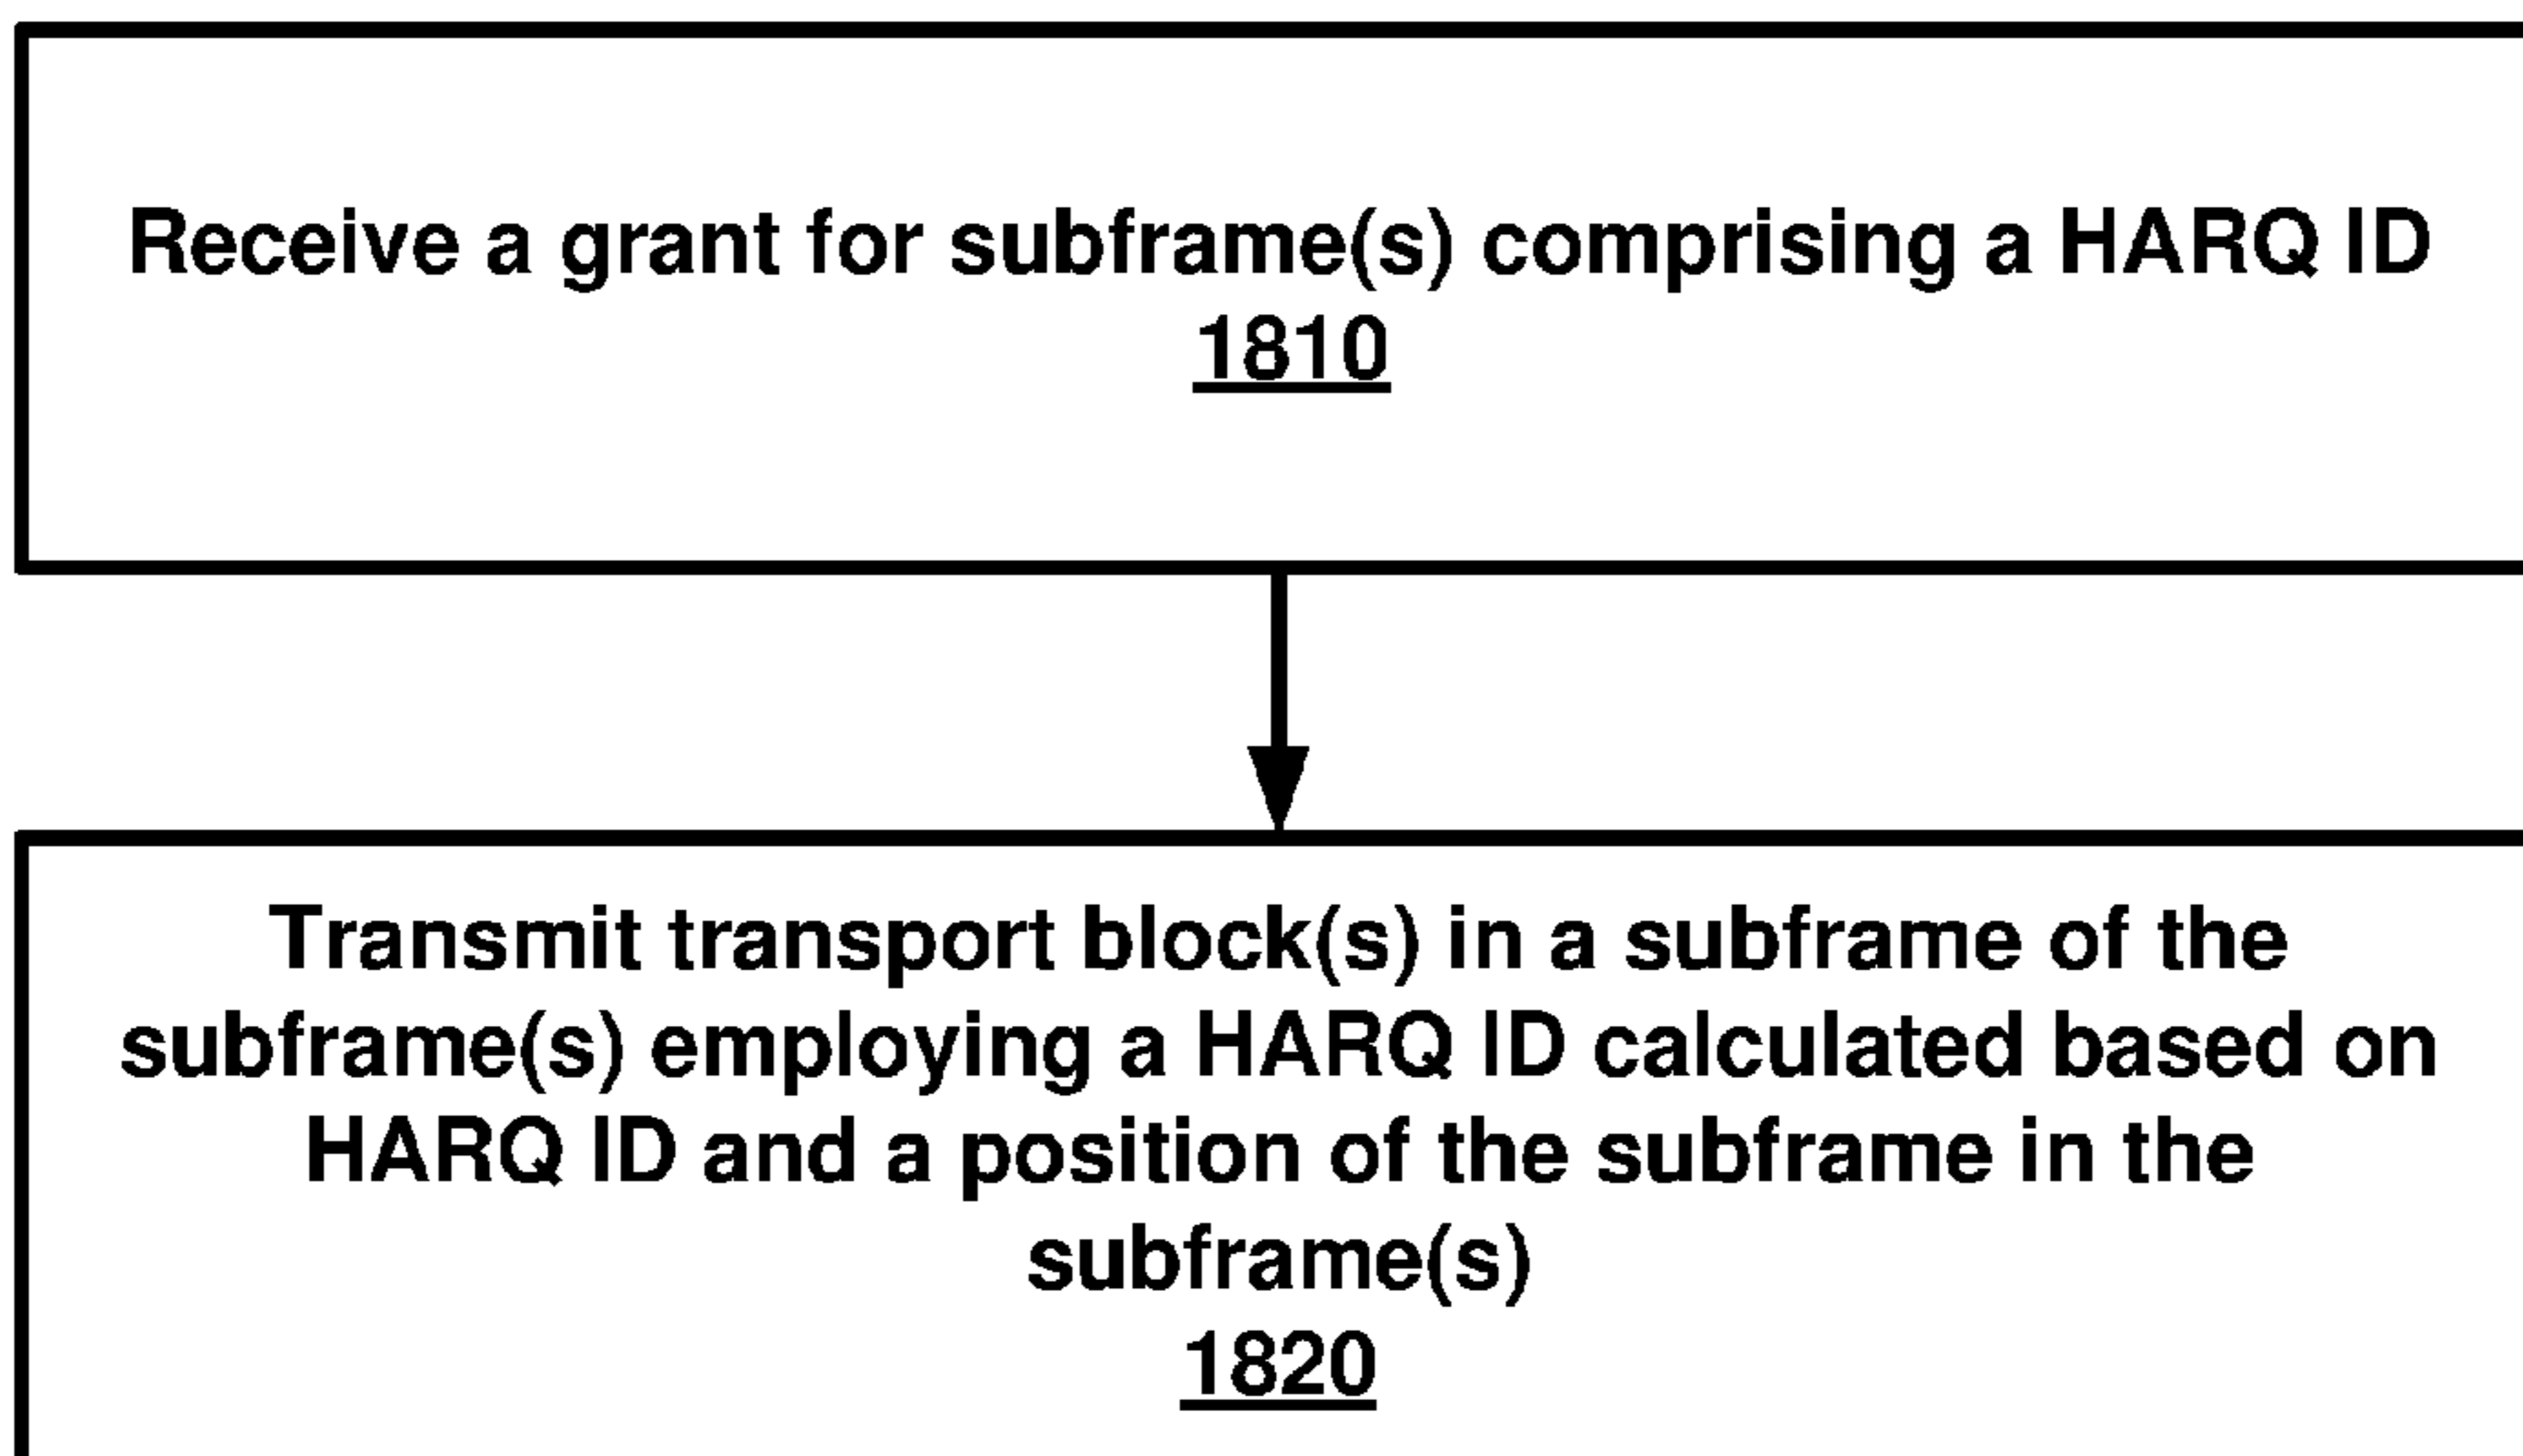 Receive a grant for subframe(s) comprising a HARQ ID
1810
Transmit transport block(s) in a subframe of the
subframe(s) employing a HARQ ID calculated based on
HARQ ID and a position of the subframe in the
subframe(s)
1820